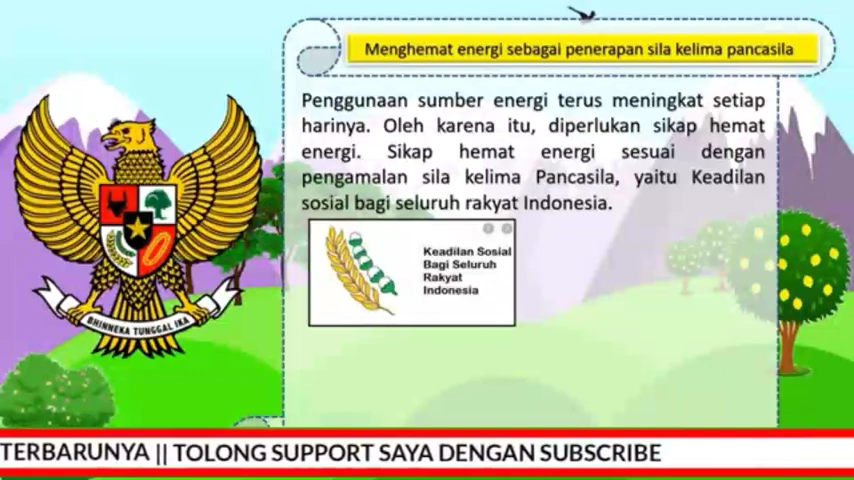 Menghemat energi sebagai penerapan sila kelima pancasila
Penggunaan sumber energi terus meningkat setiap
harinya. Oleh karena itu, diperlukan sikap hemat
energi. Sikap hemat energi sesuai dengan
pengamalan sila kelima Pancasila, yaitu Keadilan
sosial bagi seluruh rakyat Indonesia.
Keadilan Sosial
Bagi Seluruh
Rakyat
Indonesia
BHINNEKA TUNGGAL IKA
TERBARUNYA || TOLONG SUPPORT SAYA DENGAN SUBSCRIBE